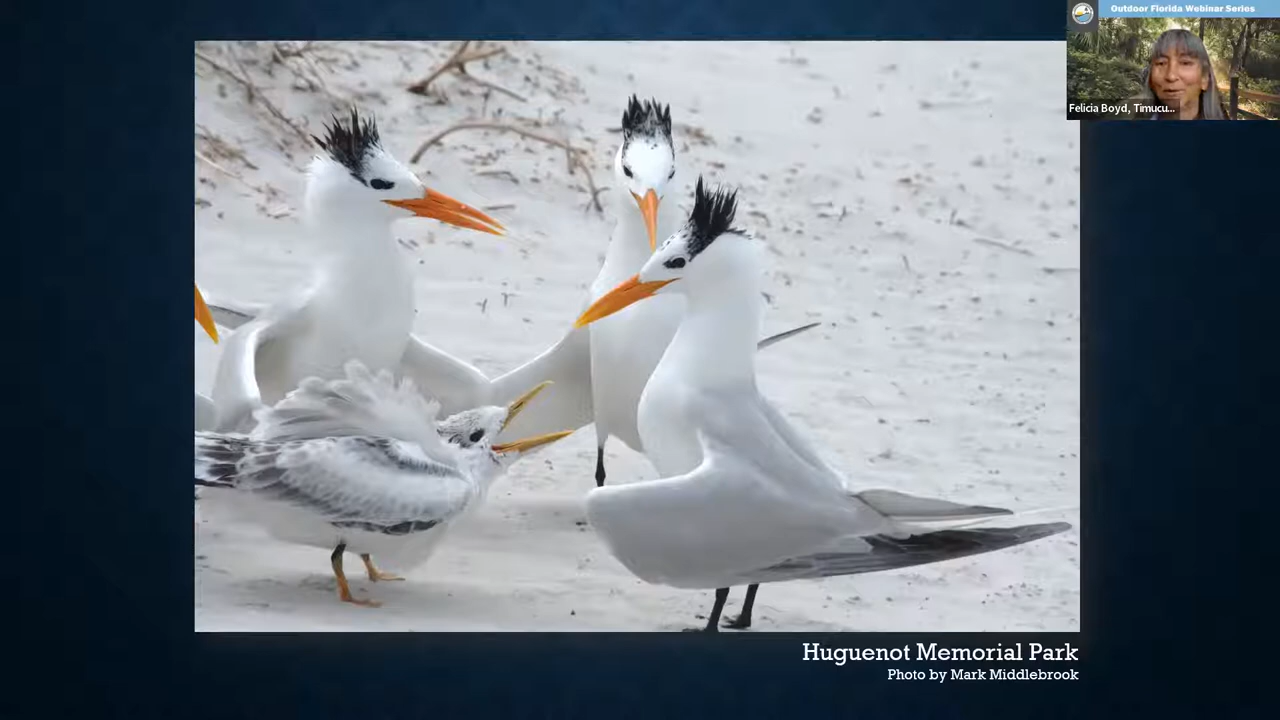 Outdoor Florida Webinar Series
Felicia Boyd, Timucu...
Huguenot Memorial Park
Photo by Mark Middlebrook